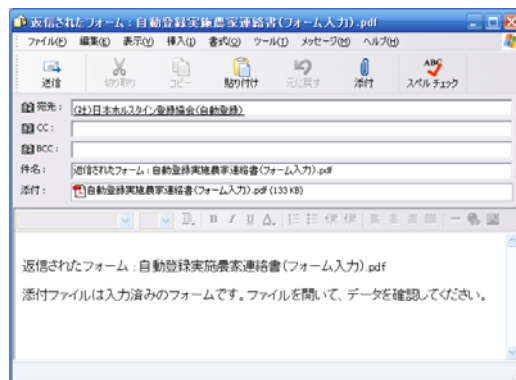 返信されたフォーム:自動登録実施農家連絡書(フォーム入力).pdf
ファイル(F) 編集(E) 表示(V) 挿入(I) 書式(O) ツール(T) メッセージ(M) ヘルプ(H)
送信 切り取り コピー 貼り付け 元に戻す 添付 スペル チェック
ABC
宛先: (社)日本ホルスタイン登録協会(自動登録)
CC:
BCC:
件名: 返信されたフォーム:自動登録実施農家連絡書(フォーム入力).pdf
添付: 自動登録実施農家連絡書(フォーム入力).pdf (133 KB)
B I U A
返信されたフォーム:自動登録実施農家連絡書(フォーム入力).pdf
添付ファイルは入力済みのフォームです。ファイルを開いて、データを確認してください。